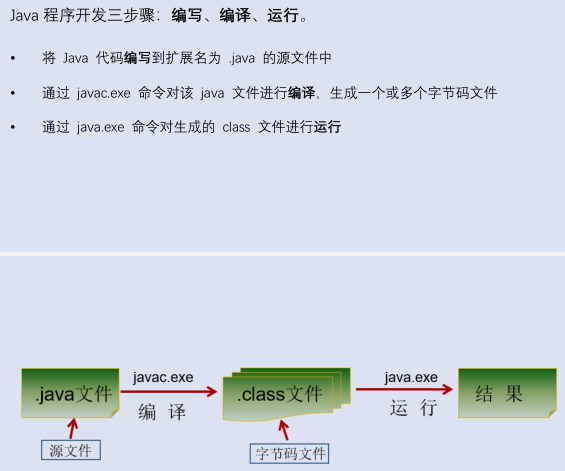 Java 程序开发三步骤：编写、编译、运行。
• 将 Java 代码编写到扩展名为 .java 的源文件中
• 通过 javac.exe 命令对该 java 文件进行编译，生成一个或多个字节码文件
• 通过 java.exe 命令对生成的 class 文件进行运行
javac.exe
java.exe
.java文件
.class文件
结 果
编 译
运 行
源文件
字节码文件